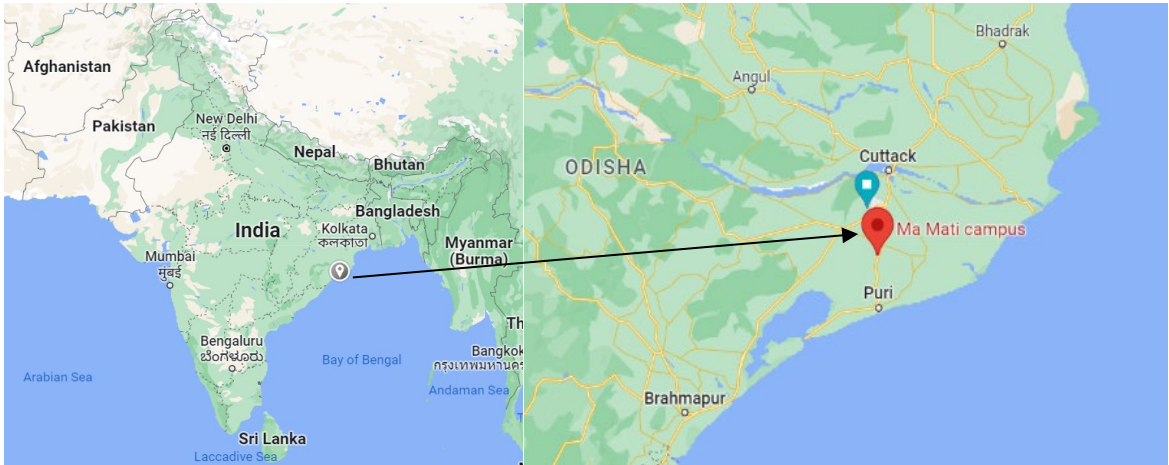 Afghanistan
Pakistan
New Delhi
नई दिल्ली
Nepal
Bhutan
Bangladesh
India
Kolkata
কলকাতা
Myanmar
(Burma)
Mumbai
मुंबई
Bengaluru
ಬೆಂಗಳೂರು
Bay of Bengal
Th
Bangkok
กรุงเทพมหานคร
Arabian Sea
Andaman Sea
Sri Lanka
Laccadive Sea
Bhadrak
Angul
Cuttack
ODISHA
Ma Mati campus
Puri
Brahmapur